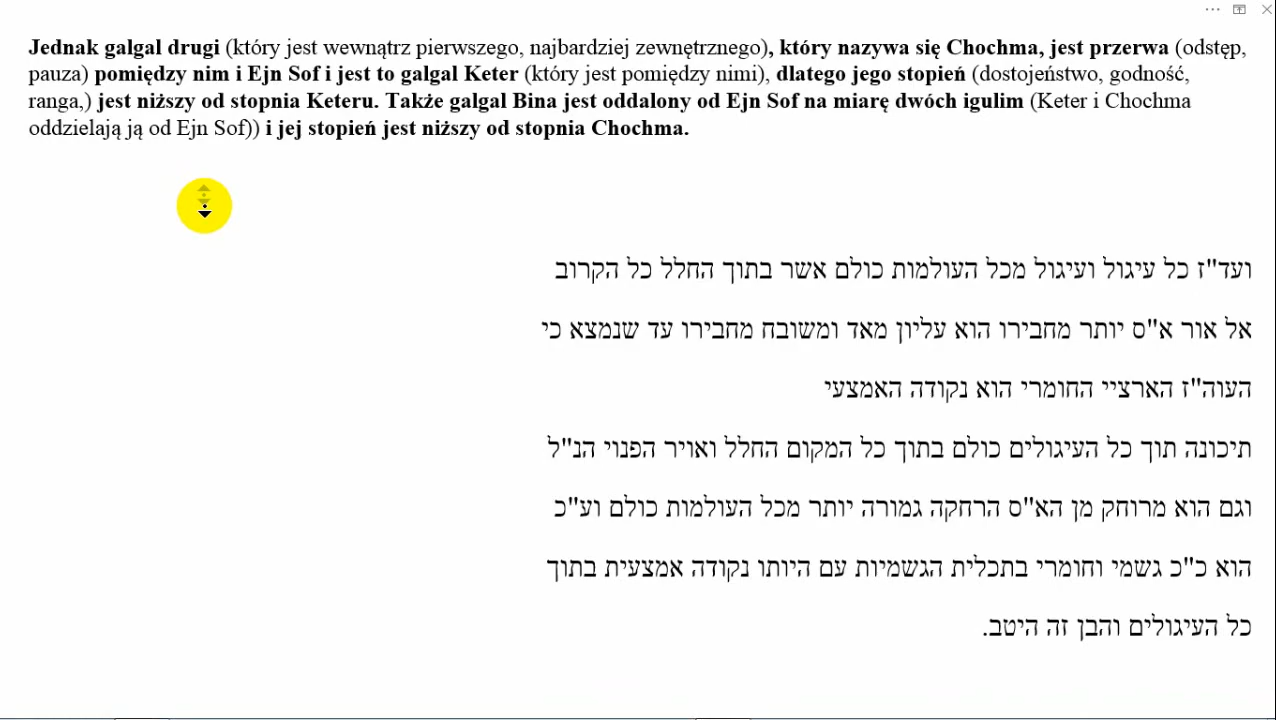 Jednak galgal drugi (który jest wewnątrz pierwszego, najbardziej zewnętrznego), który nazywa się Chochma, jest przerwa (odstęp,
pauza) pomiędzy nim i Ejn Sof i jest to galgal Keter (który jest pomiędzy nimi), dlatego jego stopień (dostojeństwo, godność,
ranga,) jest niższy od stopnia Keteru. Także galgal Bina jest oddalony od Ejn Sof na miarę dwóch igulim (Keter i Chochma
oddzielają ją od Ejn Sof)) i jej stopień jest niższy od stopnia Chochma.
ועד"ז כל עיגול ועיגול מכל העולמות כולם אשר בתוך החלל כל הקרוב
אל אור א"ס יותר מחבירו הוא עליון מאד ומשובח מחבירו עד שנמצא כי
העוה"ז הארציי החומרי הוא נקודה האמצעי
תיכונה תוך כל העיגולים כולם בתוך כל המקום החלל ואויר הפנוי הנ"ל
וגם הוא מרוחק מן הא"ס הרחקה גמורה יותר מכל העולמות כולם וע"כ
הוא כ"כ גשמי וחומרי בתכלית הגשמיות עם היותו נקודה אמצעית בתוך
כל העיגולים והבן זה היטב.